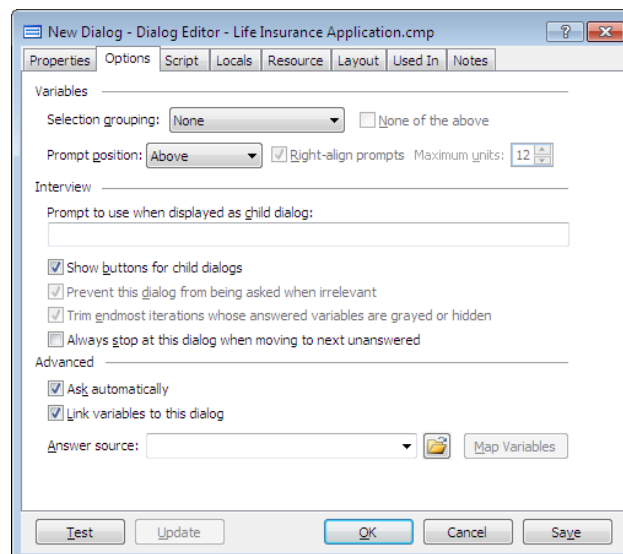 New Dialog - Dialog Editor - Life Insurance Application.cmp
Properties Options Script Locals Resource Layout Used In Notes
Variables
Selection grouping: None None of the above
Prompt position: Above Right-align prompts Maximum units: 12
Interview
Prompt to use when displayed as child dialog:
Show buttons for child dialogs
Prevent this dialog from being asked when irrelevant
Trim endmost iterations whose answered variables are grayed or hidden
Always stop at this dialog when moving to next unanswered
Advanced
Ask automatically
Link variables to this dialog
Answer source: Map Variables
Test Update OK Cancel Save